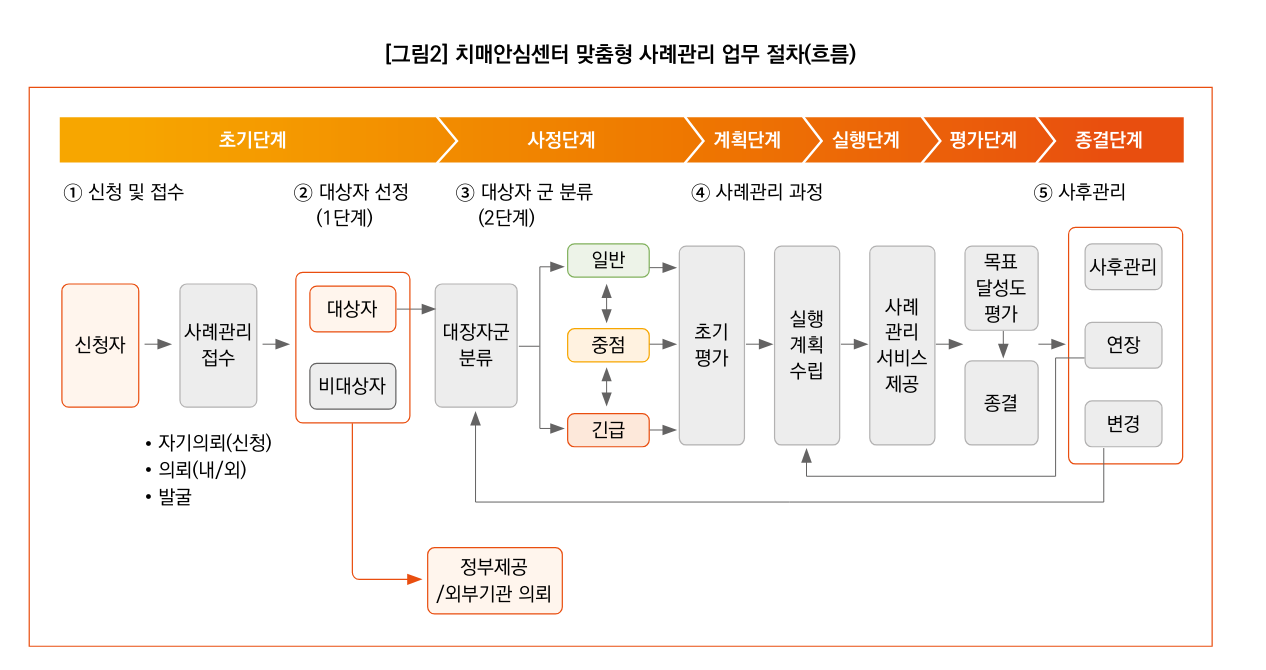 [그림2] 치매안심센터 맞춤형 사례관리 업무 절차(흐름)
초기단계
사정단계
계획단계
실행단계
평가단계
종결단계
① 신청 및 접수
② 대상자 선정
(1단계)
③ 대상자 군 분류
(2단계)
④ 사례관리 과정
⑤ 사후관리
신청자
사례관리
접수
대상자
비대상자
대장자군
분류
일반
중점
긴급
초기
평가
실행
계획
수립
사례
관리
서비스
제공
목표
달성도
평가
종결
사후관리
연장
변경
• 자기의뢰(신청)
• 의뢰(내/외)
• 발굴
정부제공
/외부기관 의뢰